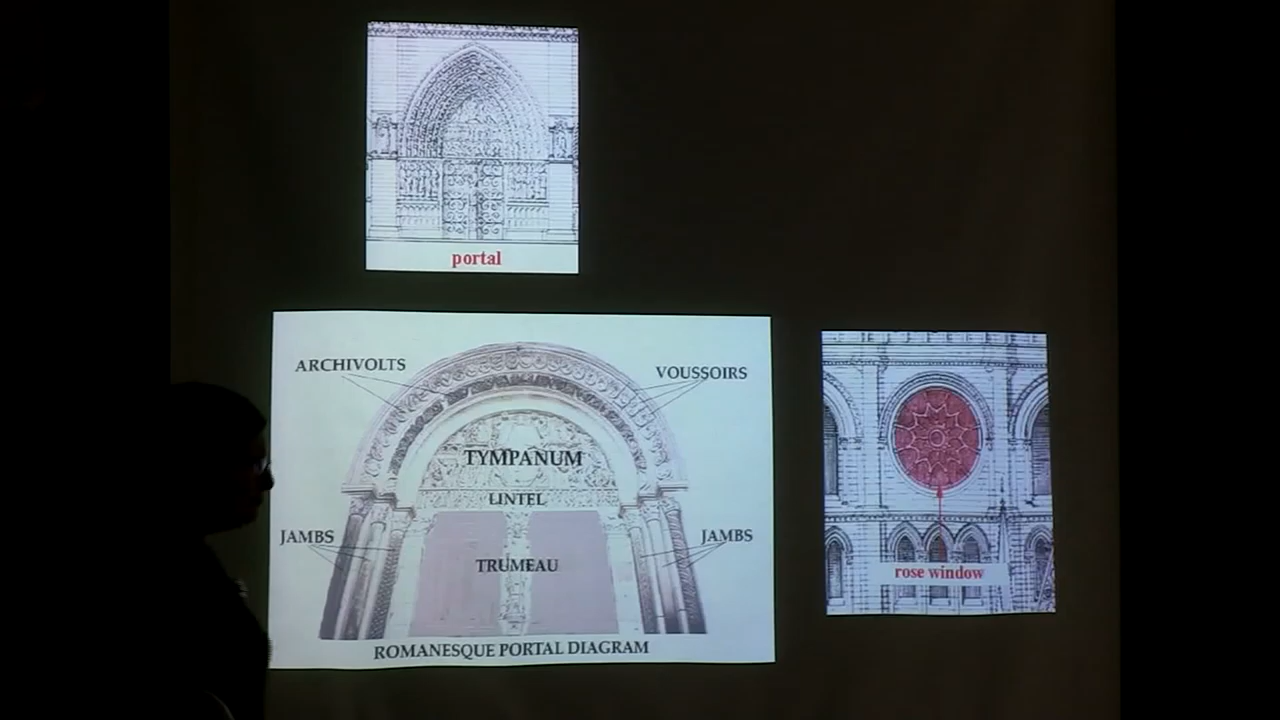 portal
ARCHIVOLTS
VOUSSOIRS
TYMPANUM
LINTEL
JAMBS
JAMBS
TRUMEAU
ROMANESQUE PORTAL DIAGRAM
rose window